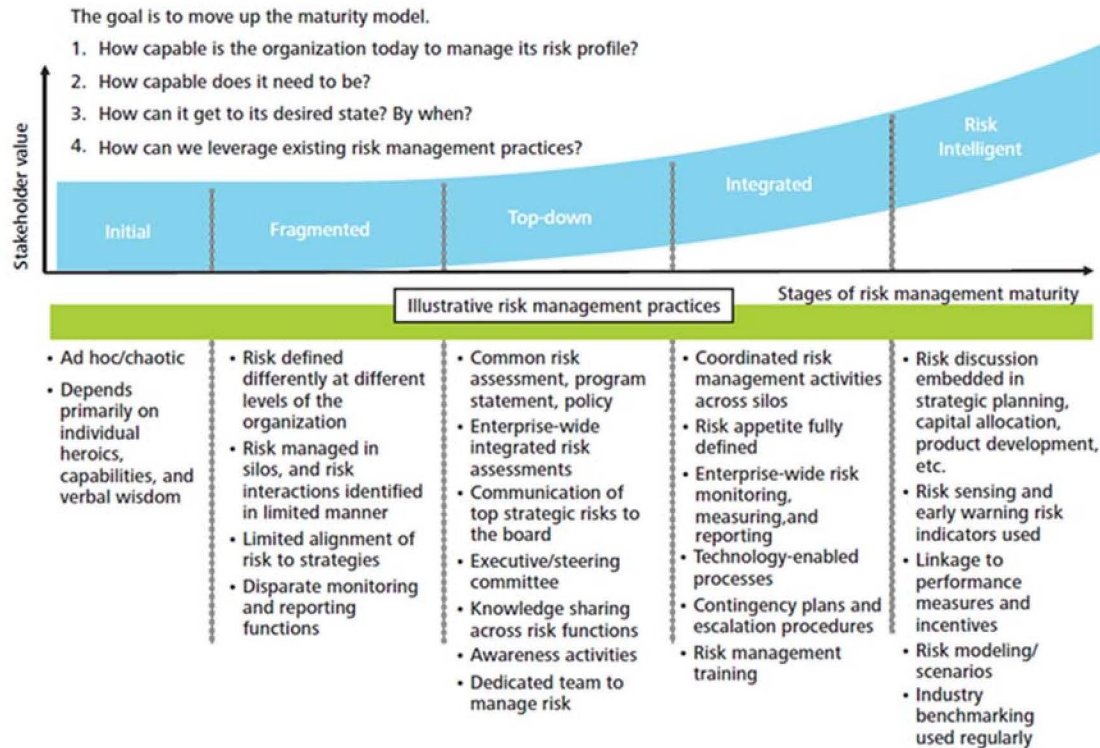 The goal is to move up the maturity model.
1. How capable is the organization today to manage its risk profile?
2. How capable does it need to be?
3. How can it get to its desired state? By when?
4. How can we leverage existing risk management practices?
Stakeholder value
Initial
Fragmented
Top-down
Integrated
Risk
Intelligent
Stages of risk management maturity
Illustrative risk management practices
• Ad hoc/chaotic
• Depends
primarily on
individual
heroics,
capabilities, and
verbal wisdom
• Risk defined
differently at different
levels of the
organization
• Risk managed in
silos, and risk
interactions identified
in limited manner
• Limited alignment of
risk to strategies
• Disparate monitoring
and reporting
functions
• Common risk
assessment, program
statement, policy
• Enterprise-wide
integrated risk
assessments
• Communication of
top strategic risks to
the board
• Executive/steering
committee
• Knowledge sharing
across risk functions
• Awareness activities
• Dedicated team to
manage risk
• Coordinated risk
management activities
across silos
• Risk appetite fully
defined
• Enterprise-wide risk
monitoring,
measuring,and
reporting
• Technology-enabled
processes
• Contingency plans and
escalation procedures
• Risk management
training
• Risk discussion
embedded in
strategic planning,
capital allocation,
product development,
etc.
• Risk sensing and
early warning risk
indicators used
• Linkage to
performance
measures and
incentives
• Risk modeling/
scenarios
• Industry
benchmarking
used regularly